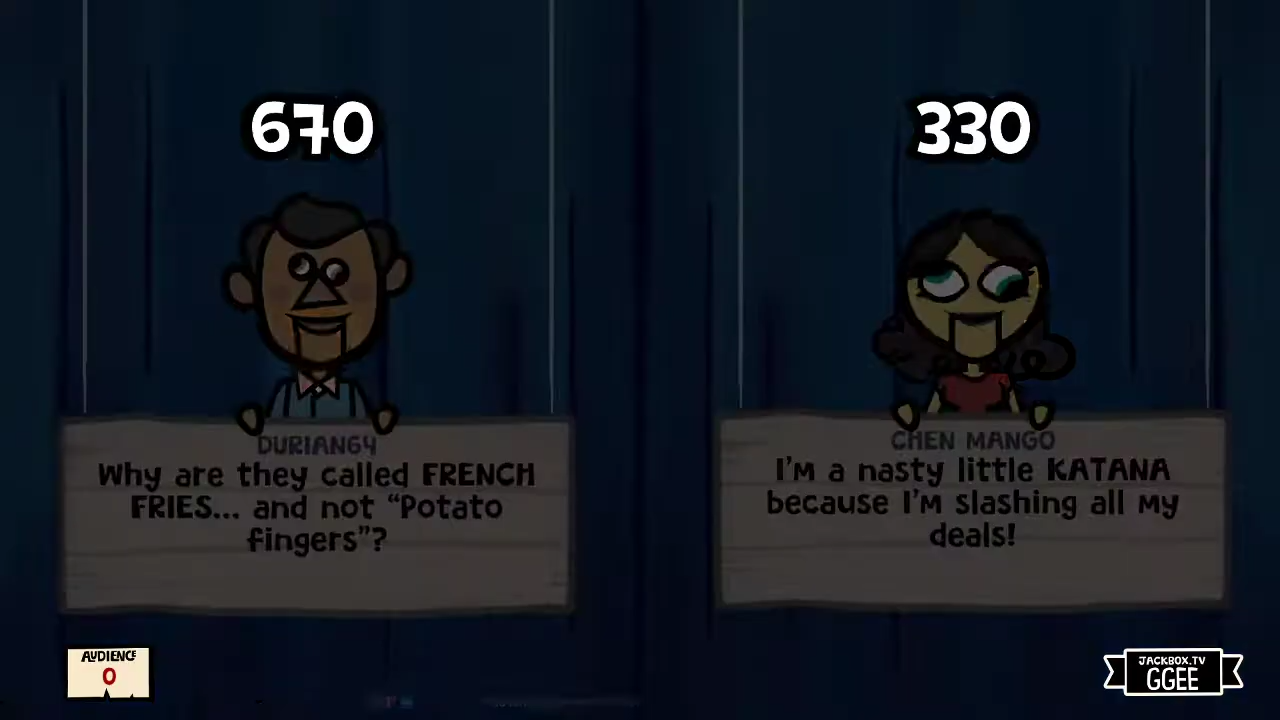 670
330
DURIAN64
Why are they called FRENCH
FRIES... and not “Potato
fingers”?
CHEN MANGO
I'M a nasty little KATANA
because I'M slashing all My
deals!
AUDIENCE
0
JACKBOX.TV
GGEE